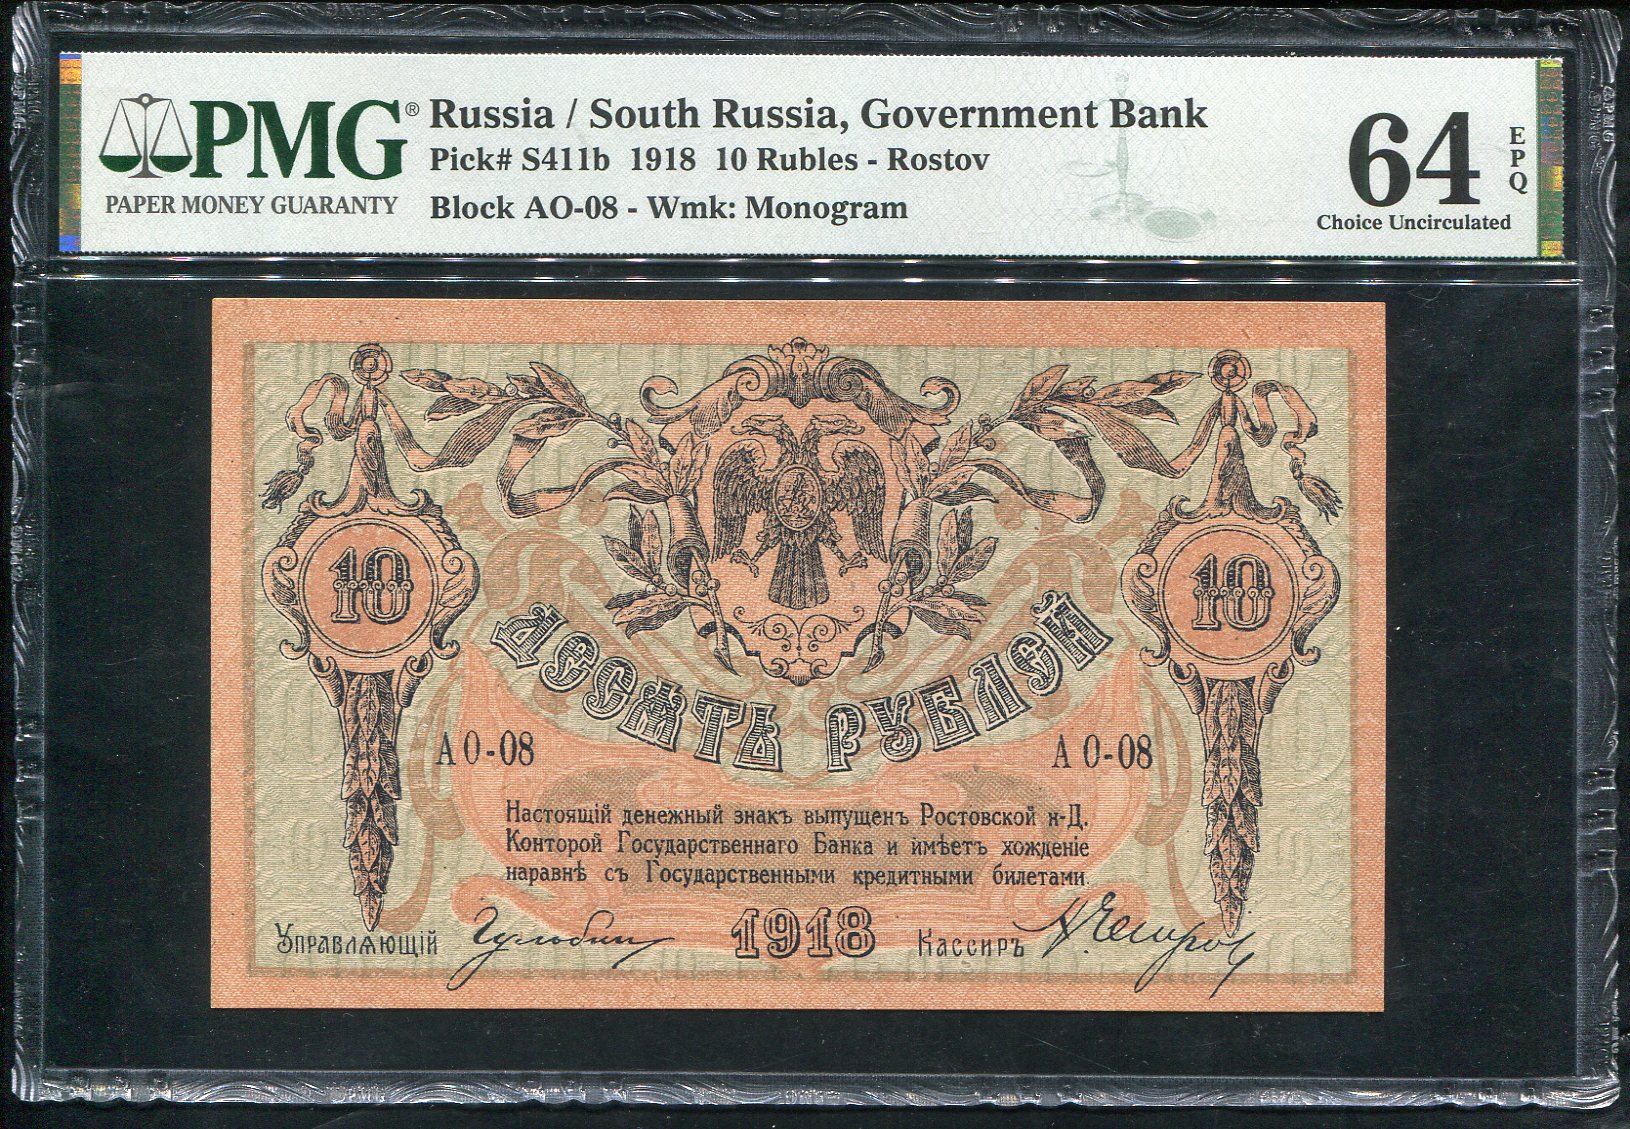 PMG®
PAPER MONEY GUARANTY
Russia / South Russia, Government Bank
Pick# S411b 1918 10 Rubles - Rostov
Block AO-08 - Wmk: Monogram
64
EPQ
Choice Uncirculated
10
10
ДЕСЯТЬ РУБЛЕЙ
АО-08
АО-08
Настоящій денежный знакъ выпущенъ Ростовской н-Д.
Конторой Государственнаго Банка и имѣетъ хожденіе
наравнѣ съ Государственными кредитными билетами.
Управляющій
1918
Кассиръ